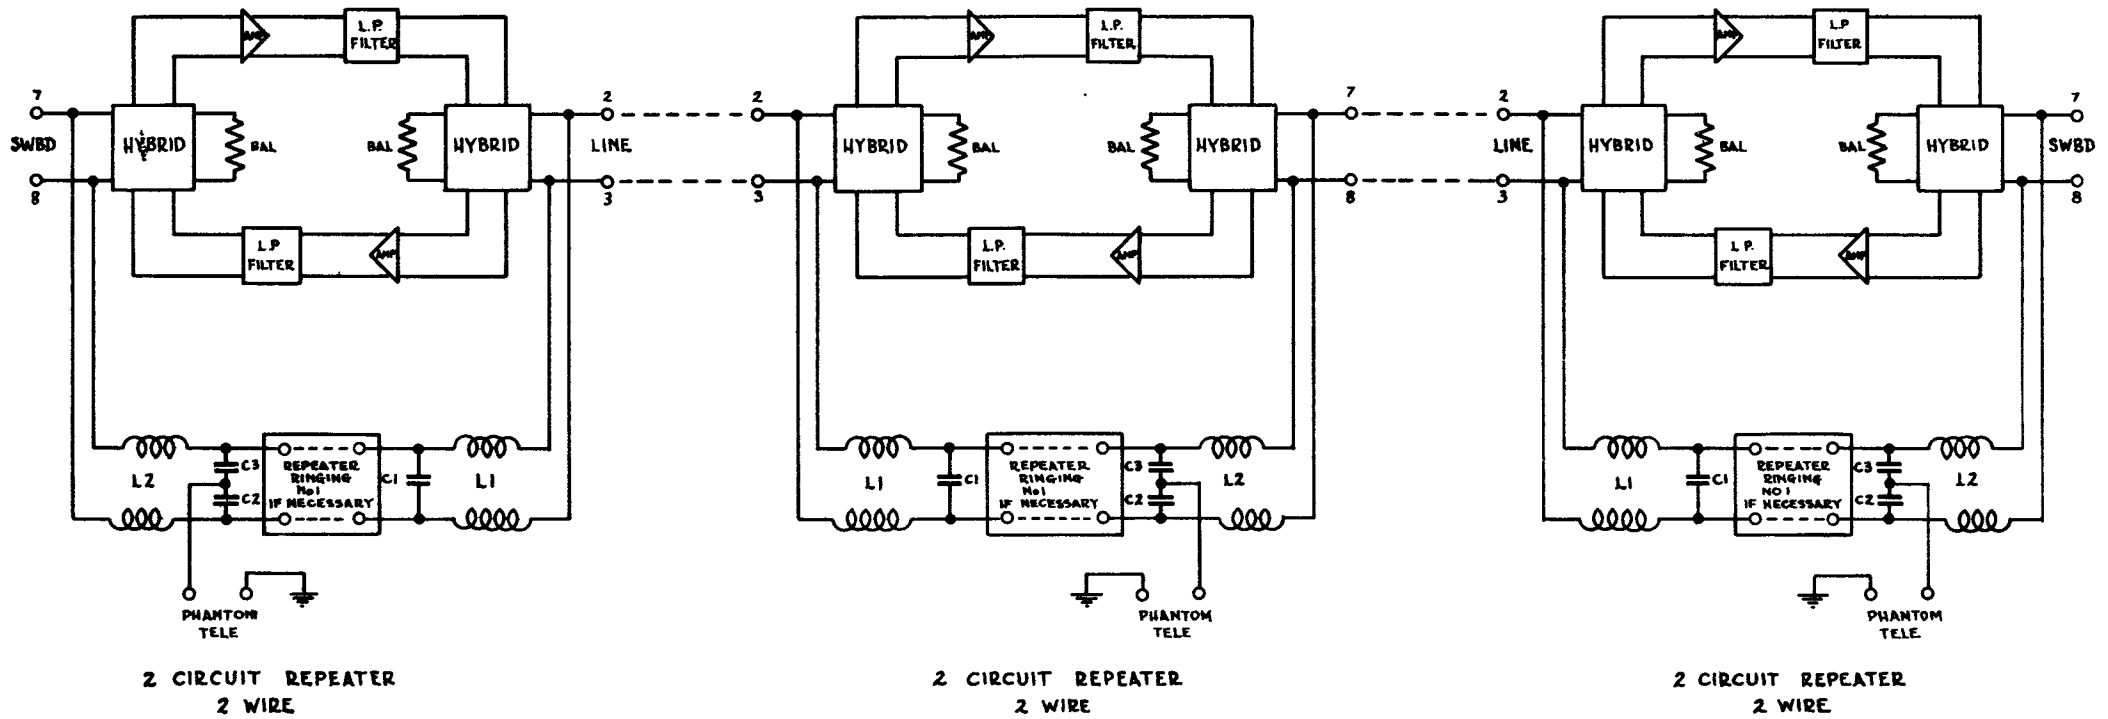 AMP
L.P.
FILTER
7
SWBD
8
HYBRID
BAL
BAL
HYBRID
2
LINE
3
L.P
FILTER
AMP
L2
C3
C2
REPEATER
RINGING
No1
IF NECESSARY
C1
L1
PHANTOM
TELE
2 CIRCUIT REPEATER
2 WIRE
AMP
L.P.
FILTER
2
3
HYBRID
BAL
BAL
HYBRID
7
8
L.P.
FILTER
AMP
L1
C1
REPEATER
RINGING
No1
IF NECESSARY
C3
C2
L2
PHANTOM
TELE
2 CIRCUIT REPEATER
2 WIRE
AMP
L.P
FILTER
2
LINE
3
HYBRID
BAL
BAL
HYBRID
7
SWBD
8
L P.
FILTER
AMP
L1
C1
REPEATER
RINGING
NO 1
IF NECESSARY
C3
C2
L2
PHANTOM
TELE
2 CIRCUIT REPEATER
2 WIRE